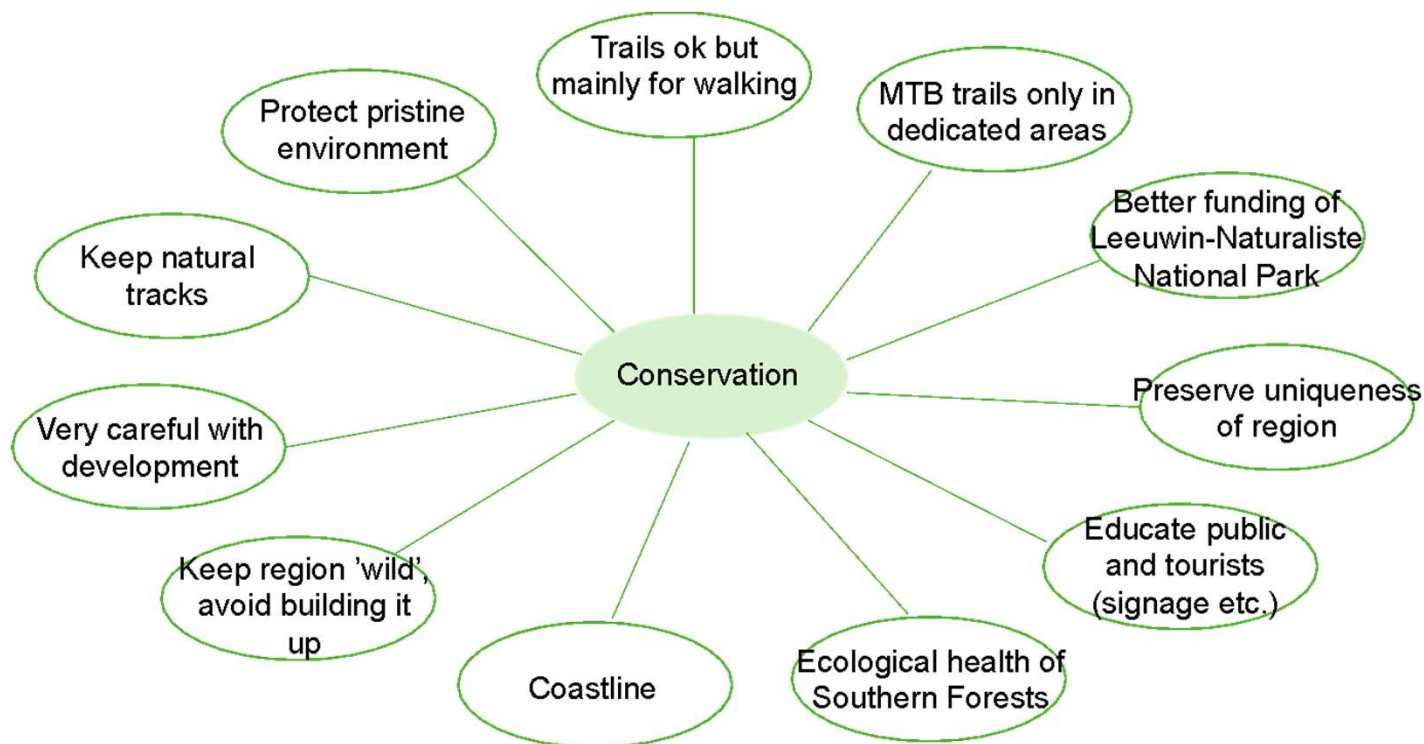 Trails ok but
mainly for walking
MTB trails only in
dedicated areas
Better funding of
Leeuwin-Naturaliste
National Park
Preserve uniqueness
of region
Educate public
and tourists
(signage etc.)
Ecological health of
Southern Forests
Coastline
Keep region ’wild’,
avoid building it
up
Very careful with
development
Keep natural
tracks
Protect pristine
environment
Conservation